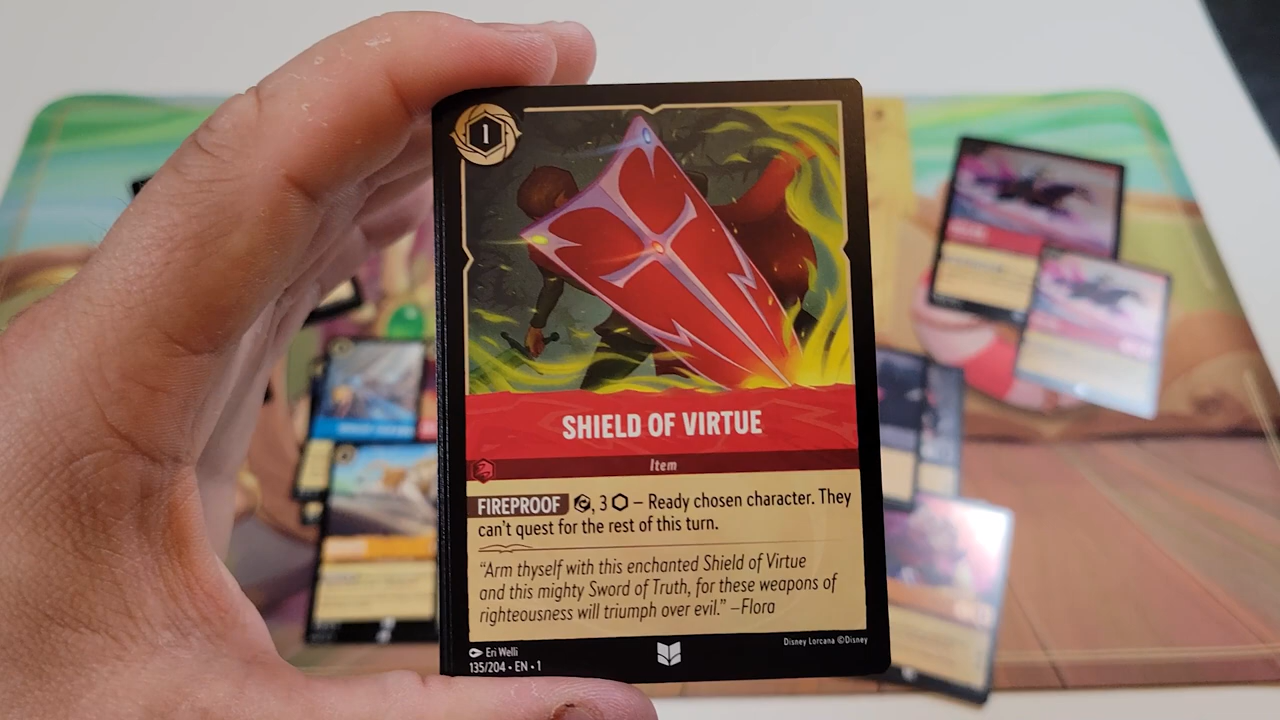 1
SHIELD OF VIRTUE
Item
FIREPROOF , 3 – Ready chosen character. They
can't quest for the rest of this turn.
"Arm thyself with this enchanted Shield of Virtue
and this mighty Sword of Truth, for these weapons of
righteousness will triumph over evil." –Flora
Disney Lorcana ©Disney
Eri Welli
135/204 • EN • 1